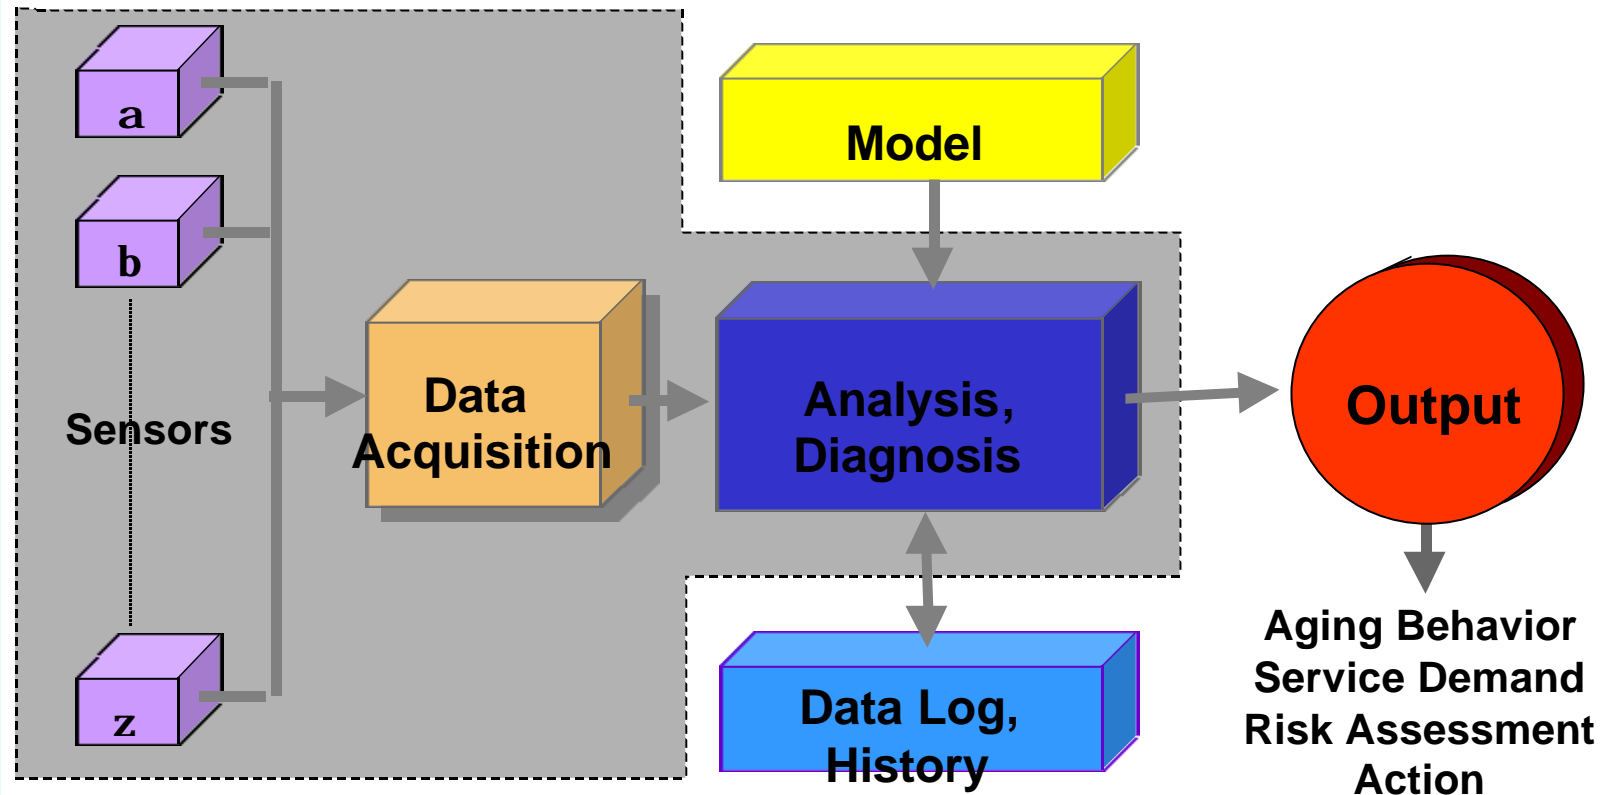 a
b
Sensors
z
Data
Acquisition
Model
Analysis,
Diagnosis
Data Log,
History
Output
Aging Behavior
Service Demand
Risk Assessment
Action